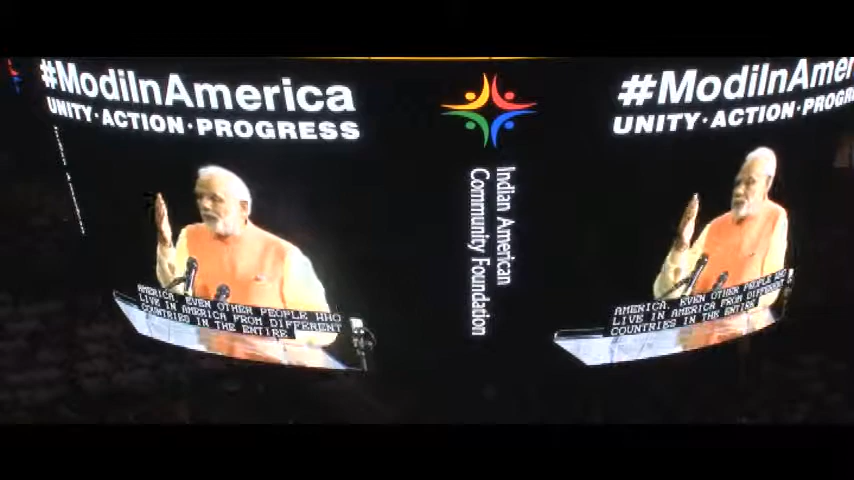 #ModiInAmerica
UNITY·ACTION·PROGRESS
AMERICA, EVEN OTHER PEOPLE WHO
LIVE IN AMERICA FROM DIFFERENT
COUNTRIES IN THE ENTIRE
Indian American
Community Foundation
#ModiInAmer
UNITY·ACTION·PROGR
AMERICA, EVEN OTHER PEOPLE WHO
LIVE IN AMERICA FROM DIFFERENT
COUNTRIES IN THE ENTIRE